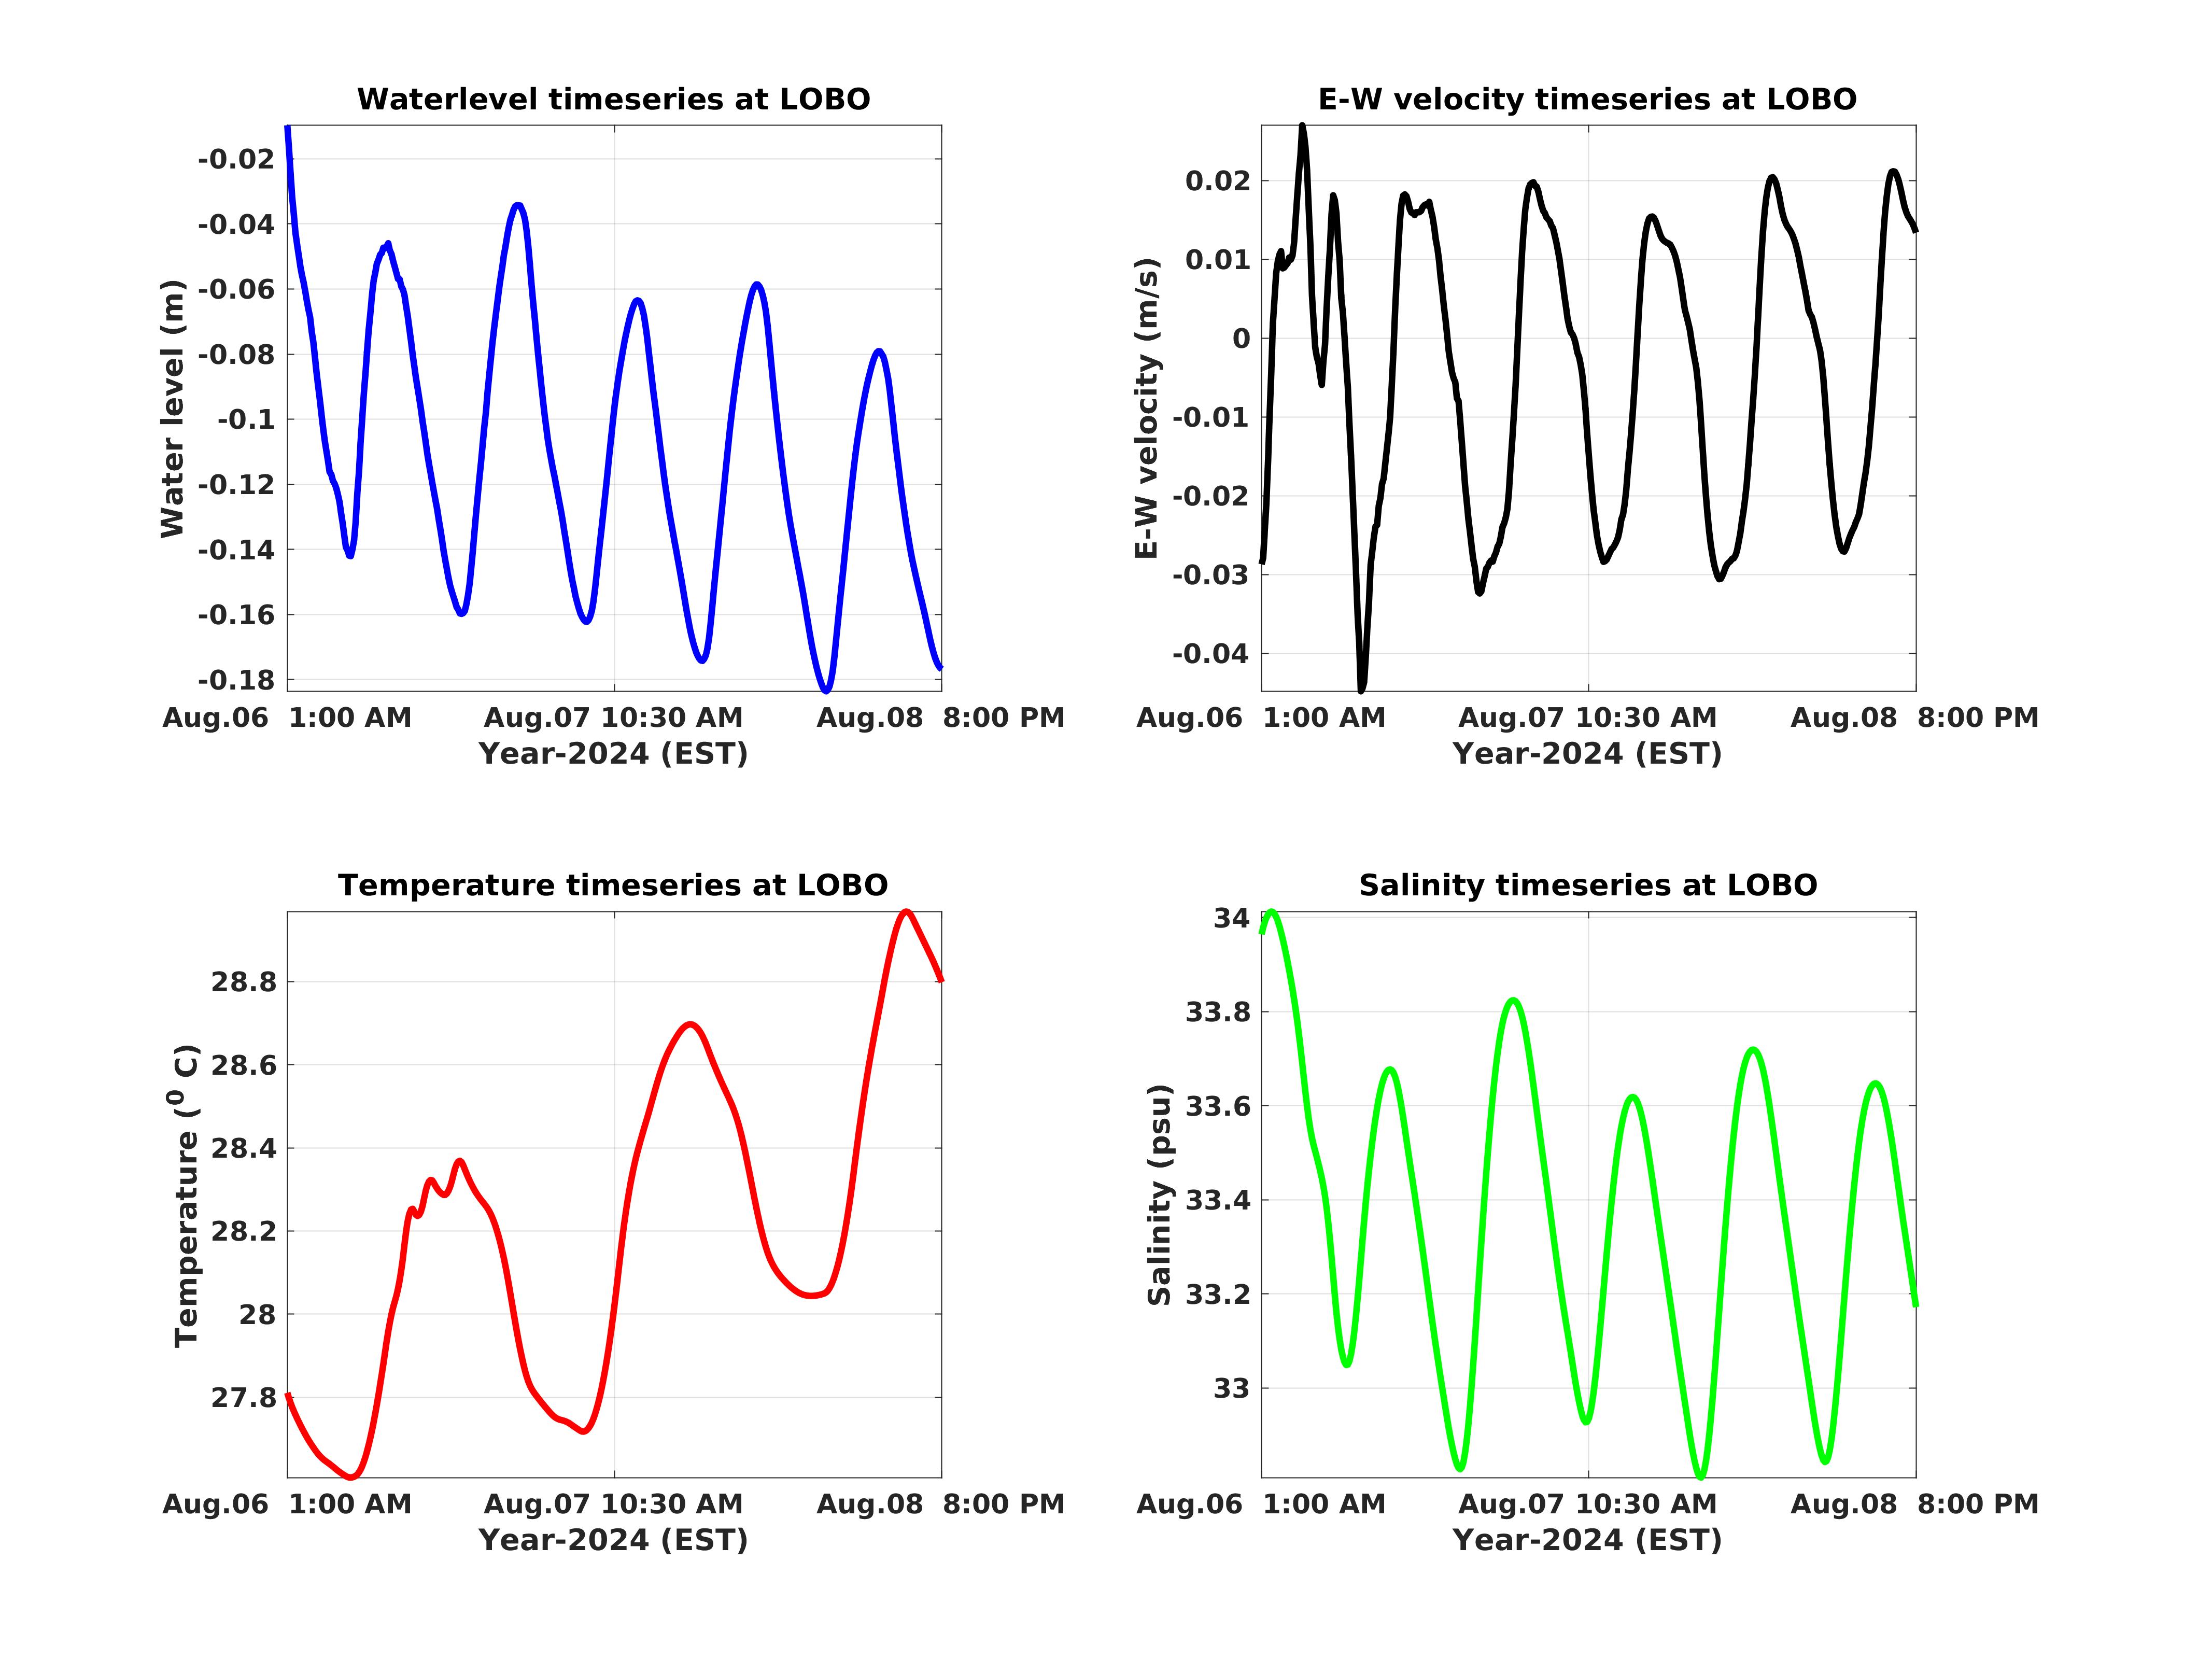 Waterlevel timeseries at LOBO
-0.02
-0.04
-0.06
-0.08
-0.1
-0.12
-0.14
-0.16
-0.18
Water level (m)
Aug.06 1:00 AM Aug.07 10:30 AM Aug.08 8:00 PM
Year-2024 (EST)
E-W velocity timeseries at LOBO
0.02
0.01
0
-0.01
-0.02
-0.03
-0.04
E-W velocity (m/s)
Aug.06 1:00 AM Aug.07 10:30 AM Aug.08 8:00 PM
Year-2024 (EST)
Temperature timeseries at LOBO
28.8
28.6
28.4
28.2
28
27.8
Temperature (⁰ C)
Aug.06 1:00 AM Aug.07 10:30 AM Aug.08 8:00 PM
Year-2024 (EST)
Salinity timeseries at LOBO
34
33.8
33.6
33.4
33.2
33
Salinity (psu)
Aug.06 1:00 AM Aug.07 10:30 AM Aug.08 8:00 PM
Year-2024 (EST)